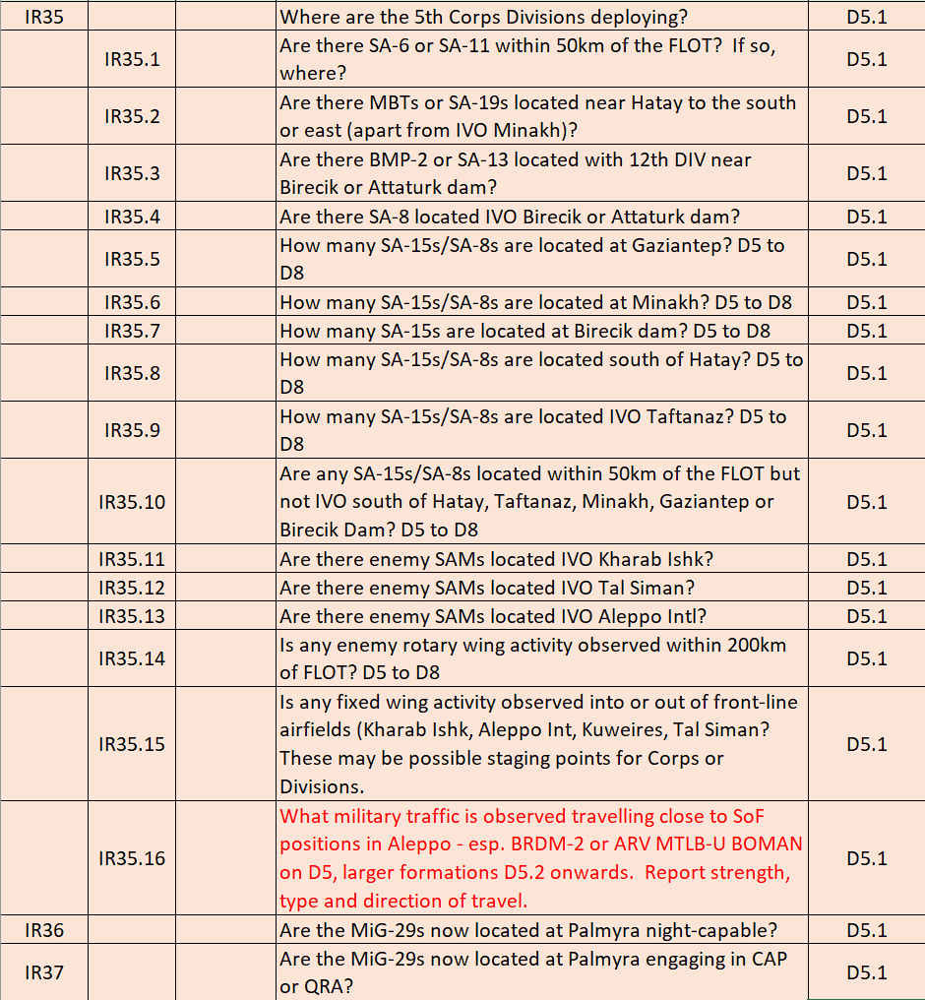 IR35 Where are the 5th Corps Divisions deploying? D5.1
IR35.1 Are there SA-6 or SA-11 within 50km of the FLOT?  If so, D5.1
where?
IR35.2 Are there MBTs or SA-19s located near Hatay to the south D5.1
or east (apart from IVO Minakh)?
IR35.3 Are there BMP-2 or SA-13 located with 12th DIV near D5.1
Birecik or Attaturk dam?
IR35.4 Are there SA-8 located IVO Birecik or Attaturk dam? D5.1
IR35.5 How many SA-15s/SA-8s are located at Gaziantep? D5 to D5.1
D8
IR35.6 How many SA-15s/SA-8s are located at Minakh? D5 to D8 D5.1
IR35.7 How many SA-15s are located at Birecik dam? D5 to D8 D5.1
IR35.8 How many SA-15s/SA-8s are located south of Hatay? D5 to D5.1
D8
IR35.9 How many SA-15s/SA-8s are located IVO Taftanaz? D5 to D5.1
D8
IR35.10 Are any SA-15s/SA-8s located within 50km of the FLOT but D5.1
not IVO south of Hatay, Taftanaz, Minakh, Gaziantep or
Birecik Dam? D5 to D8
IR35.11 Are there enemy SAMs located IVO Kharab Ishk? D5.1
IR35.12 Are there enemy SAMs located IVO Tal Siman? D5.1
IR35.13 Are there enemy SAMs located IVO Aleppo Intl? D5.1
IR35.14 Is any enemy rotary wing activity observed within 200km D5.1
of FLOT? D5 to D8
IR35.15 Is any fixed wing activity observed into or out of front-line D5.1
airfields (Kharab Ishk, Aleppo Int, Kuweires, Tal Siman?
These may be possible staging points for Corps or
Divisions.
IR35.16 What military traffic is observed travelling close to SoF D5.1
positions in Aleppo - esp. BRDM-2 or ARV MTLB-U BOMAN
on D5, larger formations D5.2 onwards.  Report strength,
type and direction of travel.
IR36 Are the MiG-29s now located at Palmyra night-capable? D5.1
IR37 Are the MiG-29s now located at Palmyra engaging in CAP D5.1
or QRA?